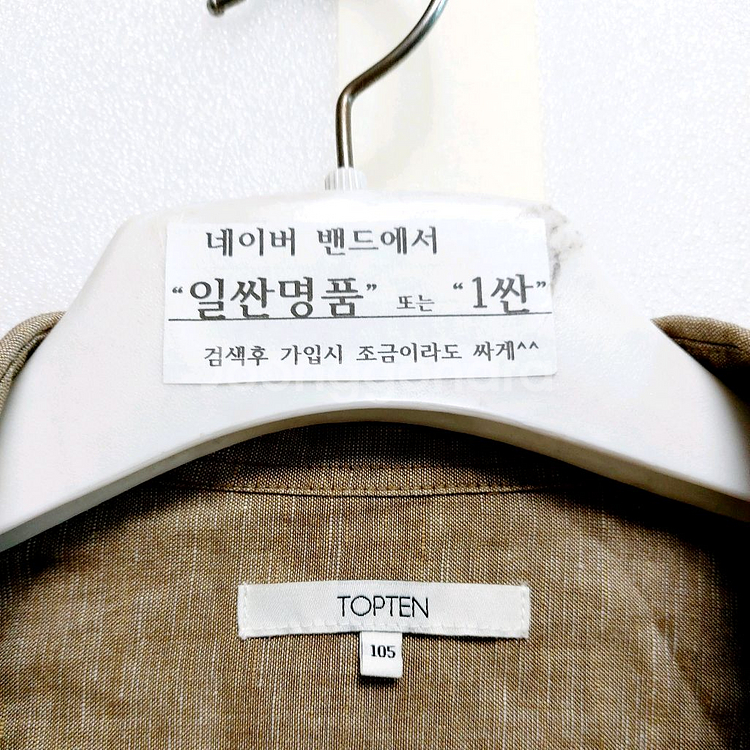 네이버 밴드에서
“일싼명품” 또는 “1싼”
검색후 가입시 조금이라도 싸게^^
TOPTEN
105